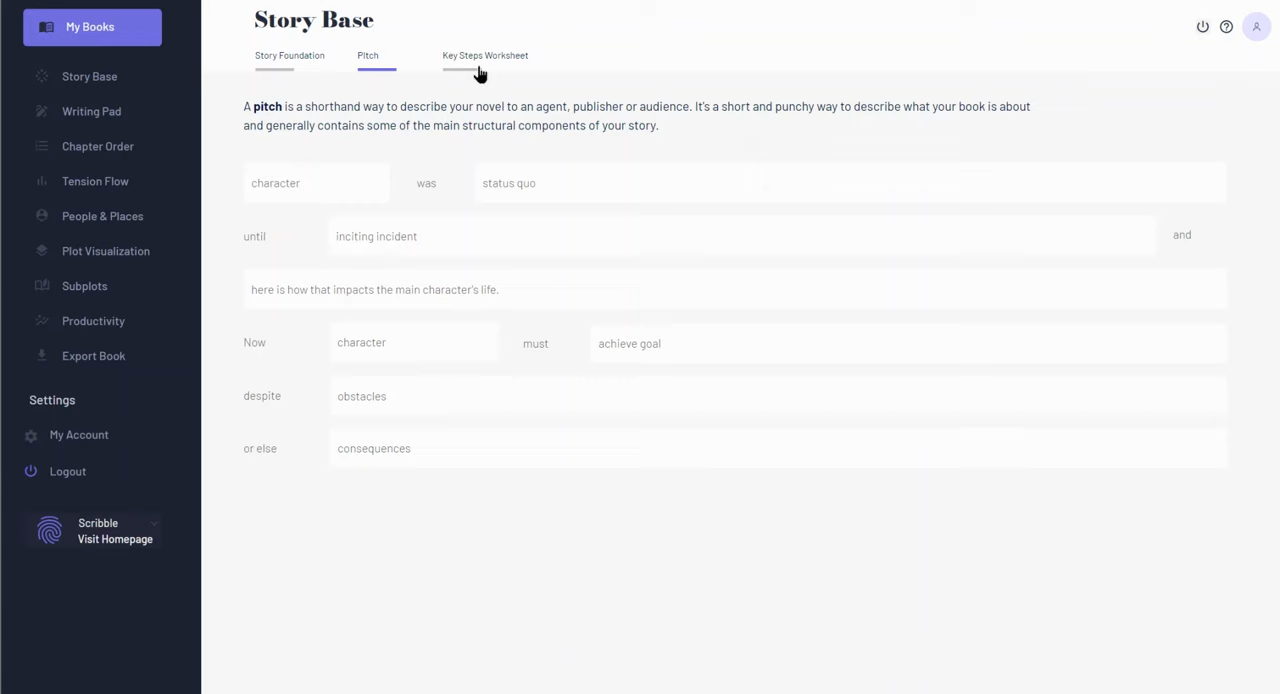 My Books
Story Base
Writing Pad
Chapter Order
Tension Flow
People & Places
Plot Visualization
Subplots
Productivity
Export Book
Settings
My Account
Logout
Scribble
Visit Homepage
Story Base
Story Foundation
Pitch
Key Steps Worksheet
A pitch is a shorthand way to describe your novel to an agent, publisher or audience. It's a short and punchy way to describe what your book is about
and generally contains some of the main structural components of your story.
character was status quo
until inciting incident and
here is how that impacts the main character's life.
Now character must achieve goal
despite obstacles
or else consequences